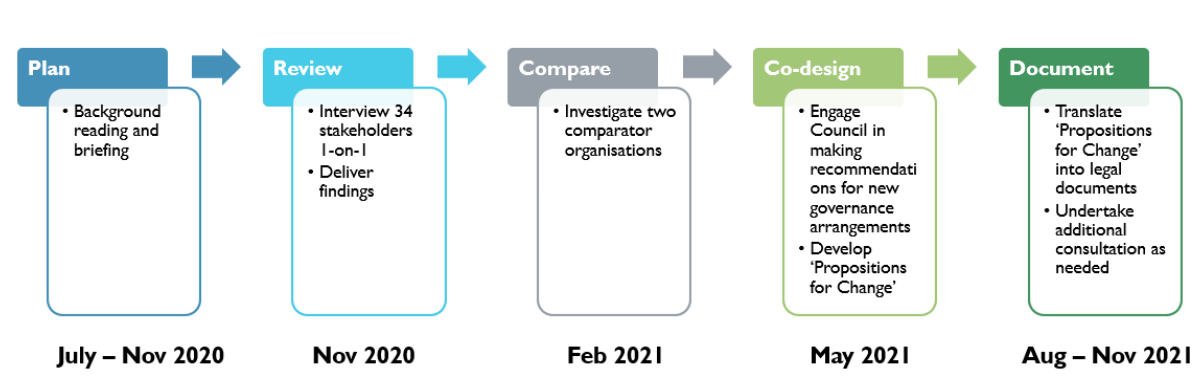 Plan
• Background
reading and
briefing
July – Nov 2020
Review
• Interview 34
stakeholders
1-on-1
• Deliver
findings
Nov 2020
Compare
• Investigate two
comparator
organisations
Feb 2021
Co-design
• Engage
Council in
making
recommendati
ons for new
governance
arrangements
• Develop
‘Propositions
for Change’
May 2021
Document
• Translate
‘Propositions
for Change’
into legal
documents
• Undertake
additional
consultation as
needed
Aug – Nov 2021